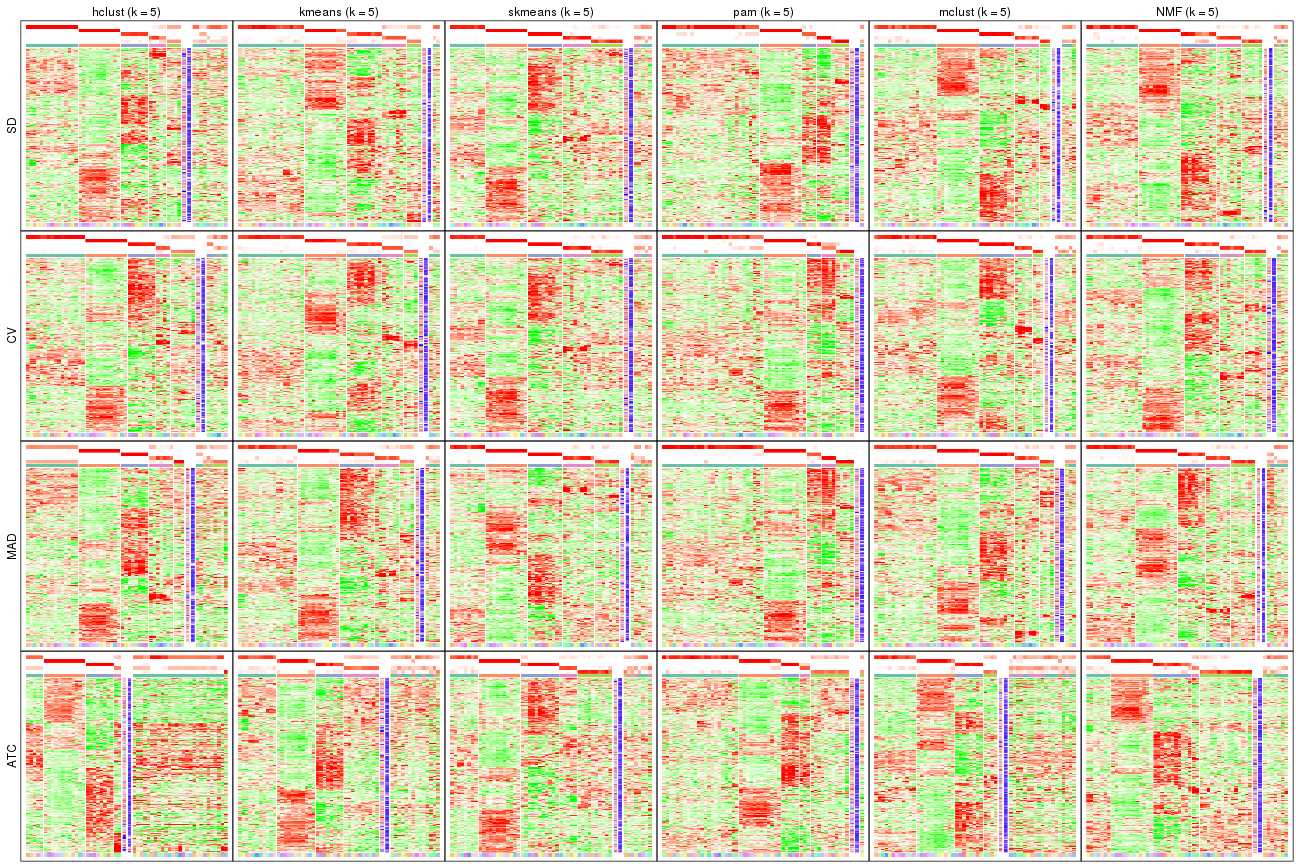 hclust (k = 5) kmeans (k = 5) skmeans (k = 5) pam (k = 5) mclust (k = 5) NMF (k = 5)
SD
CV
MAD
ATC